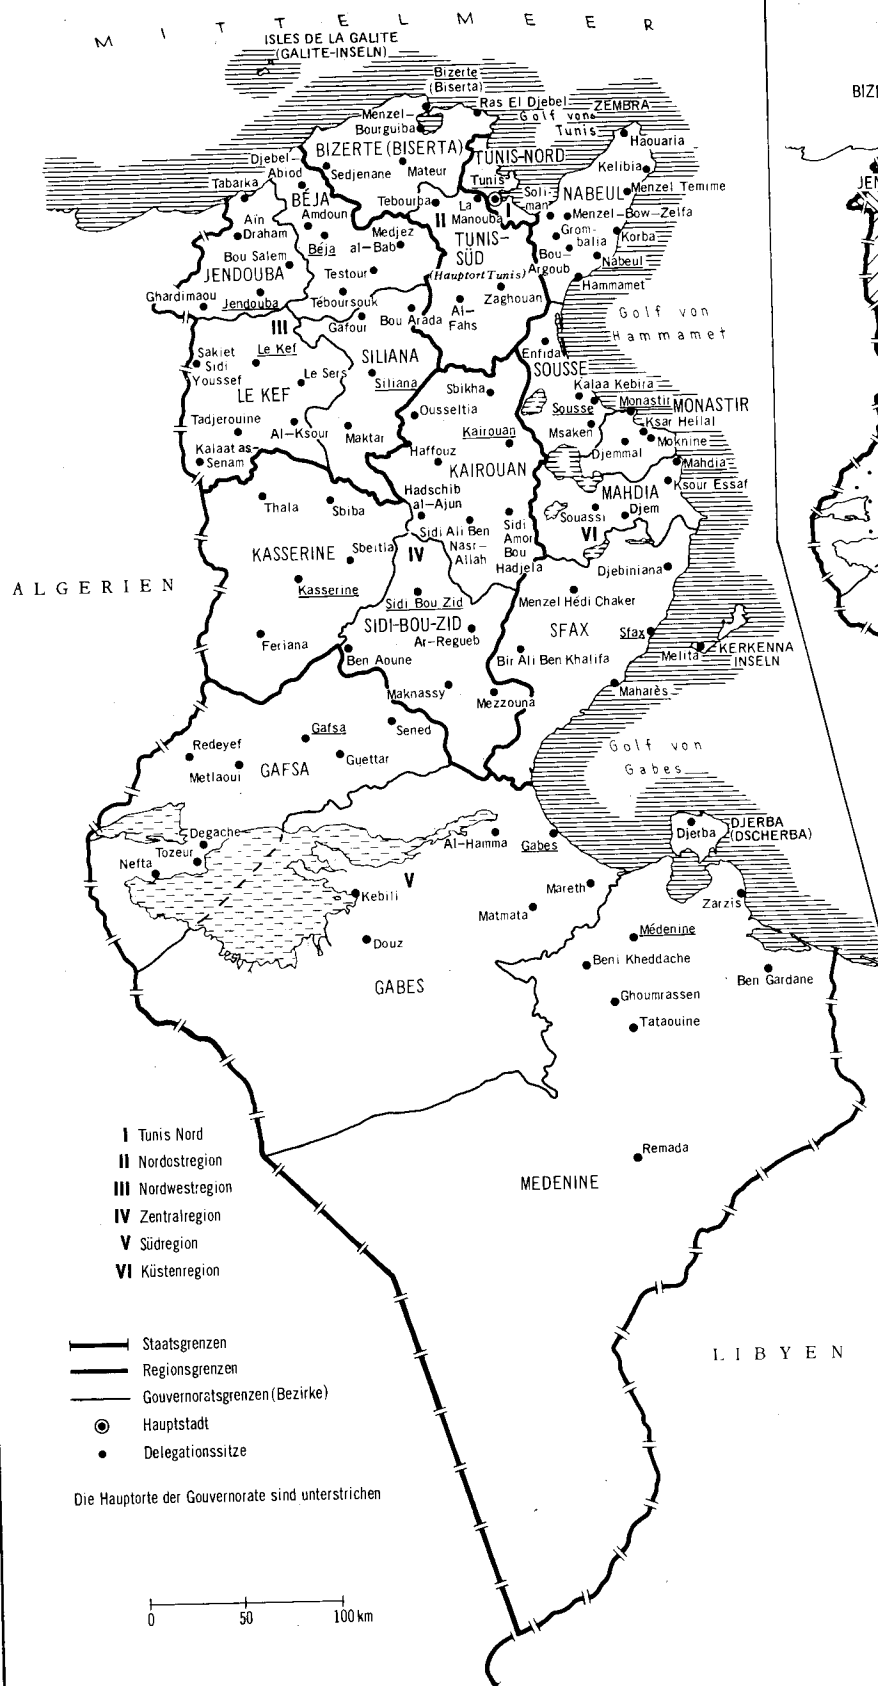 M I T T E L M E E R
ISLES DE LA GALITE
(GALITE-INSELN)
Bizerte
(Biserta)
Ras El Djebel
Golf von
Tunis
ZEMBRA
BIZ
Menzel-
Bourguiba
Haouaria
BIZERTE (BISERTA)
TUNIS-NORD
Djebel-
Abiod
Sedjenane
Mateur
Kelibia
Tabarka
BÉJA
Tebourba
Tunis
La
Manouba
I
Soli-
man
NABEUL
Menzel Temime
JEN
II
Menzel-Bow-Zelfa
Amdoun
Aïn
Draham
Béja
Medjez
al-Bab
TUNIS-
SÜD
(Hauptort Tunis)
Grom-
balia
Korba
Bou Salem
JENDOUBA
Testour
Bou-
Argoub
Nabeul
Hammamet
Ghardimaou
Jendouba
Téboursouk
Zaghouan
Al-
Fahs
III
Gafour
Bou Arada
Golf von
Hammamet
Sakiet
Sidi
Youssef
Le Kef
SILIANA
Enfida
SOUSSE
Le Sers
LE KEF
Siliana
Sbikha
Kalaa Kebira
Sousse
Monastir
MONASTIR
Tadjerouine
Al-Ksour
Maktar
Ousseltia
Kairouan
Msaken
Ksar Hellal
Moknine
Kalaat as-
Senam
Haffouz
KAIROUAN
Djemmal
Mahdia
Thala
Sbiba
Hadschib
al-Ajun
MAHDIA
Ksour Essaf
Souassi
Djem
Sidi Ali Ben
Nasr-
Allah
Sidi
Amor
Bou
Hadjela
VI
KASSERINE
Sbeitla
IV
ALGERIEN
Kasserine
Sidi Bou Zid
Djebiniana
Menzel Hédi Chaker
SIDI-BOU-ZID
Ar-Regueb
SFAX
Sfax
Feriana
Ben Aoune
Bir Ali Ben Khalifa
Melita
KERKENNA
INSELN
Maknassy
Mezzouna
Maharès
Gafsa
Sened
Redeyef
Metlaoui
GAFSA
Guettar
Golf von
Gabes
Degache
Tozeur
Nefta
Al-Hamma
Gabes
Djerba
DJERBA
(DSCHERBA)
V
Kebili
Mareth
Matmata
Zarzis
Douz
Médenine
GABES
Beni Kheddache
Ben Gardane
Ghoumrassen
Tataouine
I Tunis Nord
II Nordostregion
III Nordwestregion
IV Zentralregion
V Südregion
VI Küstenregion
Remada
MEDENINE
LIBYEN
Staatsgrenzen
Regionsgrenzen
Gouvernoratsgrenzen (Bezirke)
Hauptstadt
Delegationssitze
Die Hauptorte der Gouvernorate sind unterstrichen
0 50 100 km